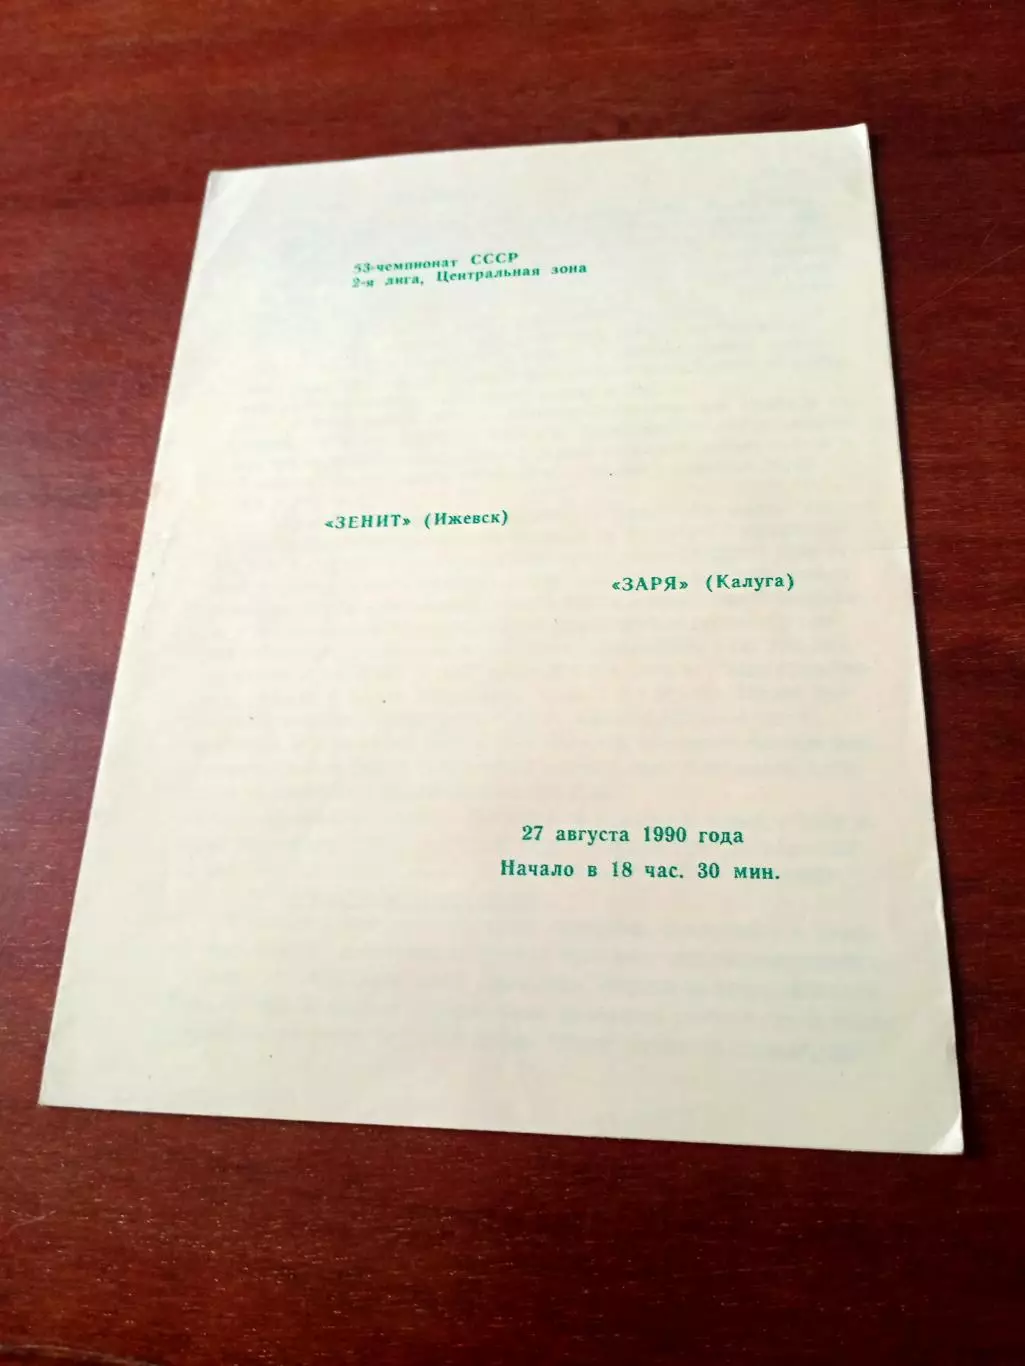 53-чемпионат СССР
2-я лига, Центральная зона
«ЗЕНИТ» (Ижевск)
«ЗАРЯ» (Калуга)
27 августа 1990 года
Начало в 18 час. 30 мин.